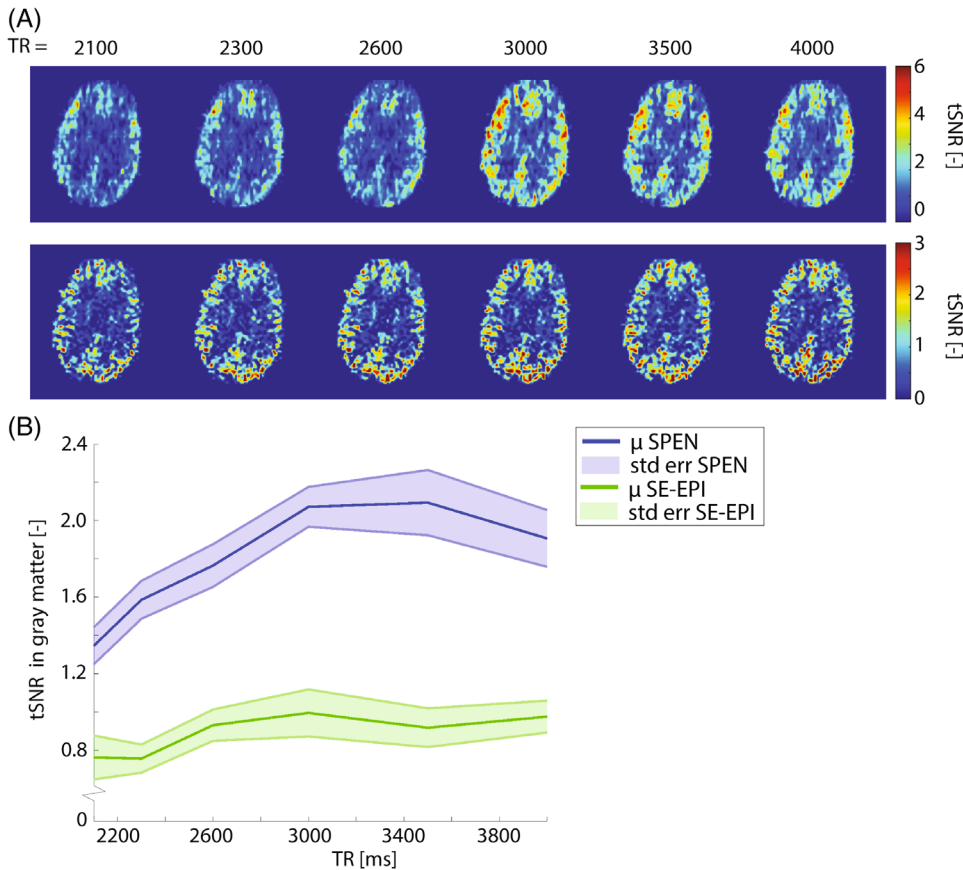 (A)
TR = 2100 2300 2600 3000 3500 4000
6
4
2
0
tSNR [-]
3
2
1
0
tSNR [-]
(B)
2.4
2.0
1.6
1.2
0.8
0
tSNR in gray matter [-]
2200 2600 3000 3400 3800
TR [ms]
μ SPEN
std err SPEN
μ SE-EPI
std err SE-EPI